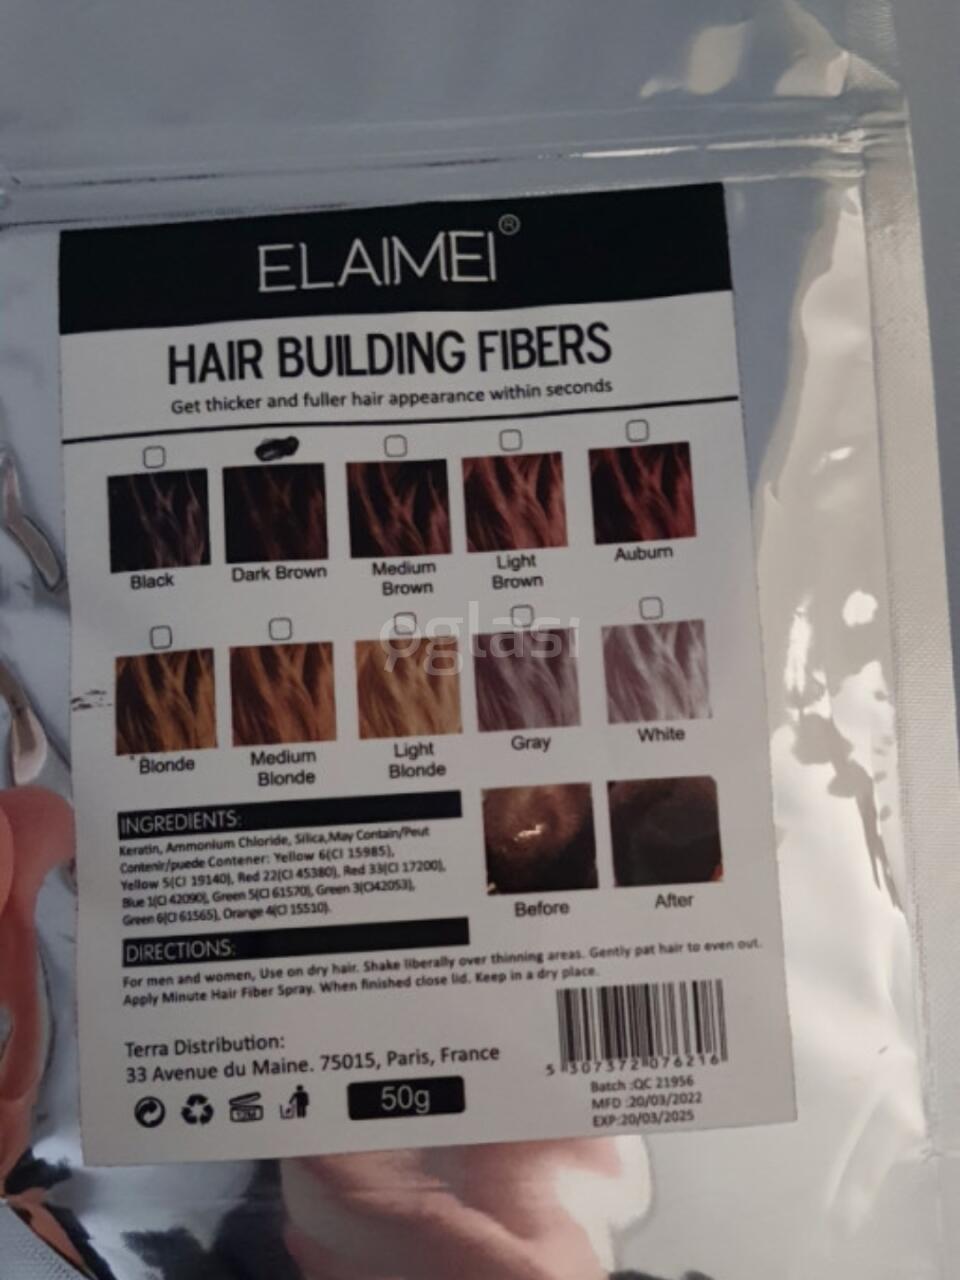 ELAIMEI®
HAIR BUILDING FIBERS
Get thicker and fuller hair appearance within seconds
Black
Dark Brown
Medium
Brown
Light
Brown
Auburn
Blonde
Medium
Blonde
Light
Blonde
Gray
White
oglasi
INGREDIENTS:
Keratin, Ammonium Chloride, Silica,May Contain/Peut
Contenir/puede Contener: Yellow 6(CI 15985),
Yellow 5(CI 19140), Red 22(CI 45380), Red 33(CI 17200),
Blue 1(CI 42090), Green 5(CI 61570), Green 3(CI42053),
Green 6(CI 61565), Orange 4(CI 15510).
Before
After
DIRECTIONS:
For men and women, Use on dry hair. Shake liberally over thinning areas. Gently pat hair to even out.
Apply Minute Hair Fiber Spray. When finished close lid. Keep in a dry place.
Terra Distribution:
33 Avenue du Maine. 75015, Paris, France
50g
5 307372 076216
Batch :QC 21956
MFD :20/03/2022
EXP:20/03/2025